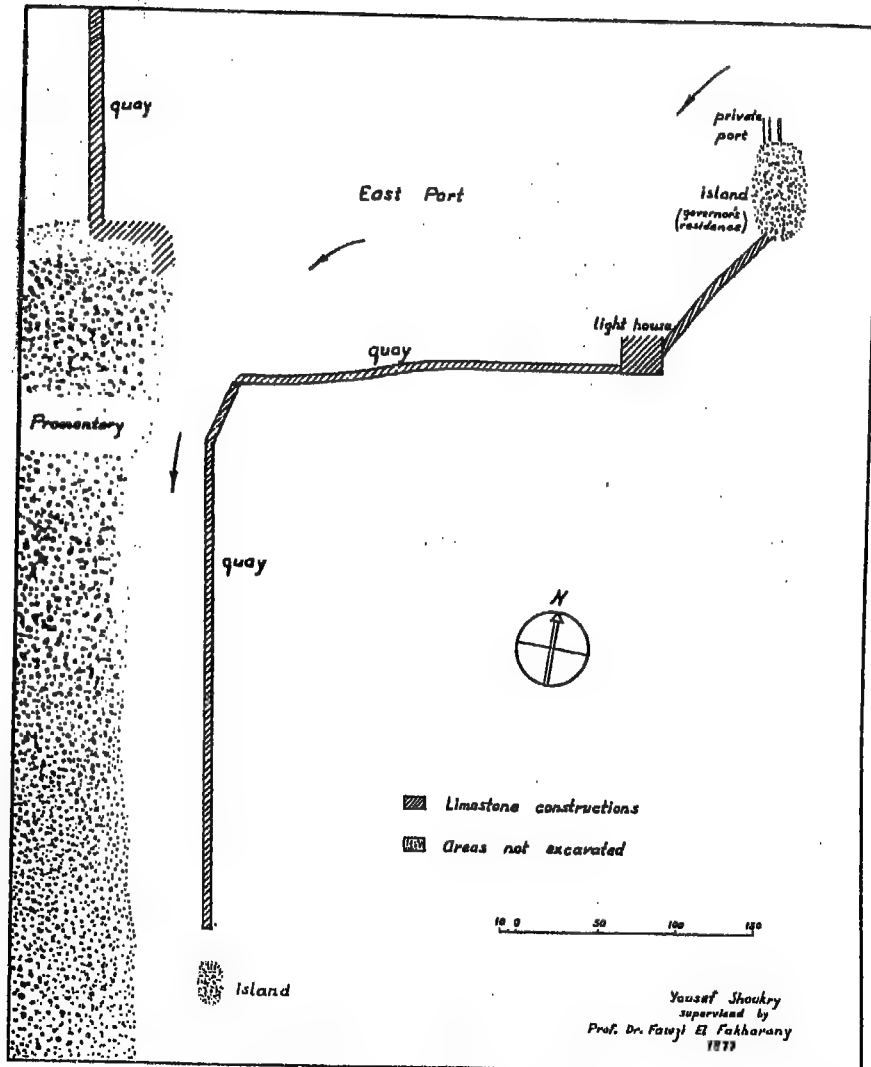 quay
private
port
East Port
island
(governor's
residence)
light house
quay
Promontory
quay
N
Limestone constructions
Areas not excavated
10 0 50 100 150
Island
Yousef Shoukry
supervised by
Prof. Dr. Fawzi El Fakharany